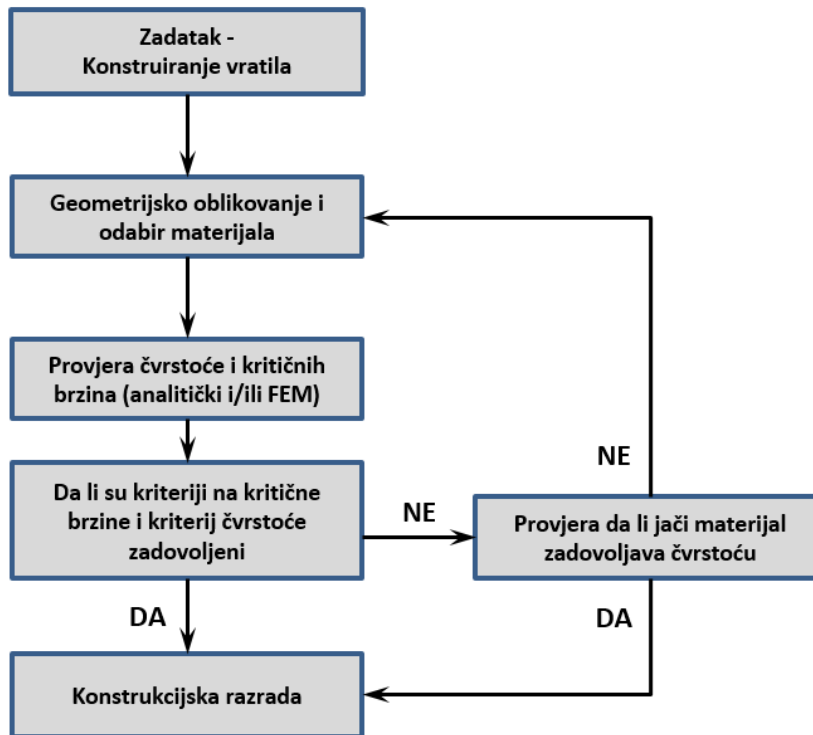 Zadatak -
Konstruiranje vratila
Geometrijsko oblikovanje i
odabir materijala
Provjera čvrstoće i kritičnih
brzina (analitički i/ili FEM)
Da li su kriteriji na kritične
brzine i kriterij čvrstoće
zadovoljeni
NE
NE
Provjera da li jači materijal
zadovoljava čvrstoću
DA
DA
Konstrukcijska razrada